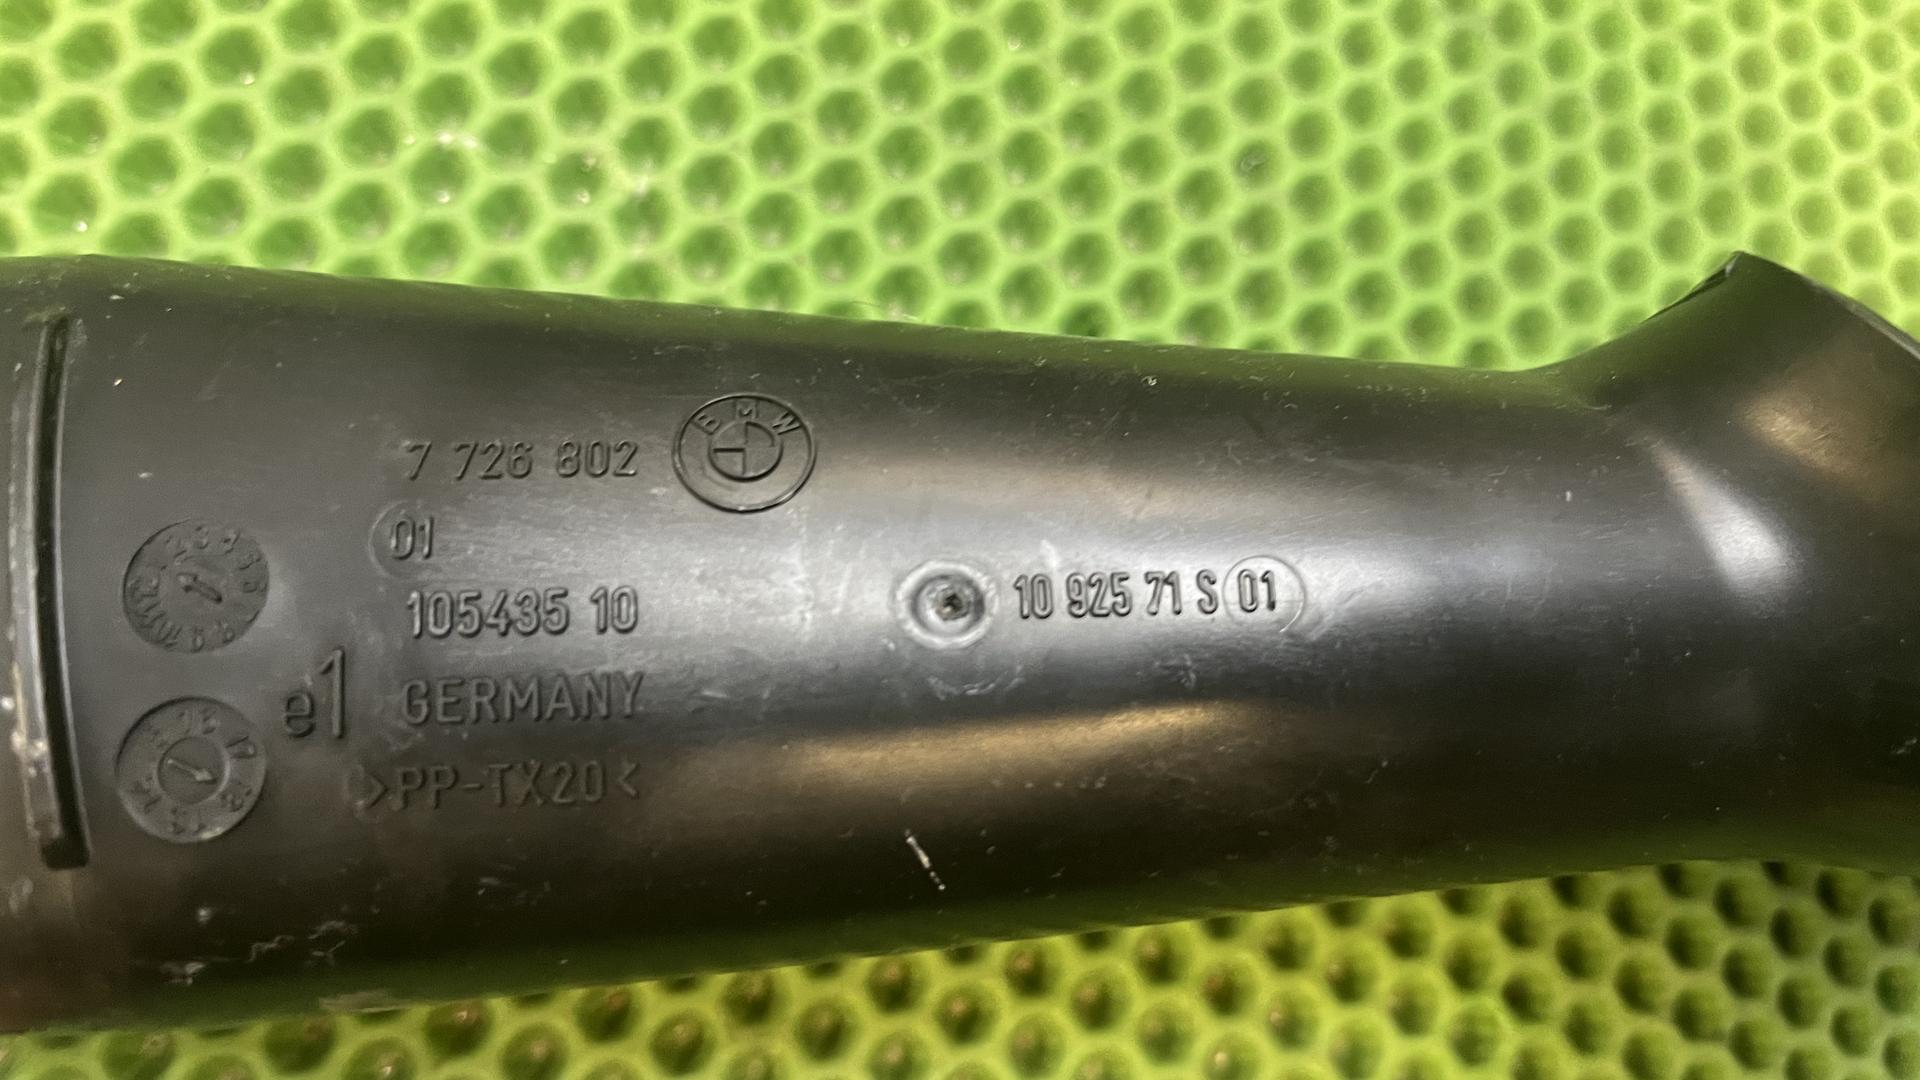 7 726 802
BMW
01
105435 10
10 925 71 S 01
e1 GERMANY
>PP-TX20<